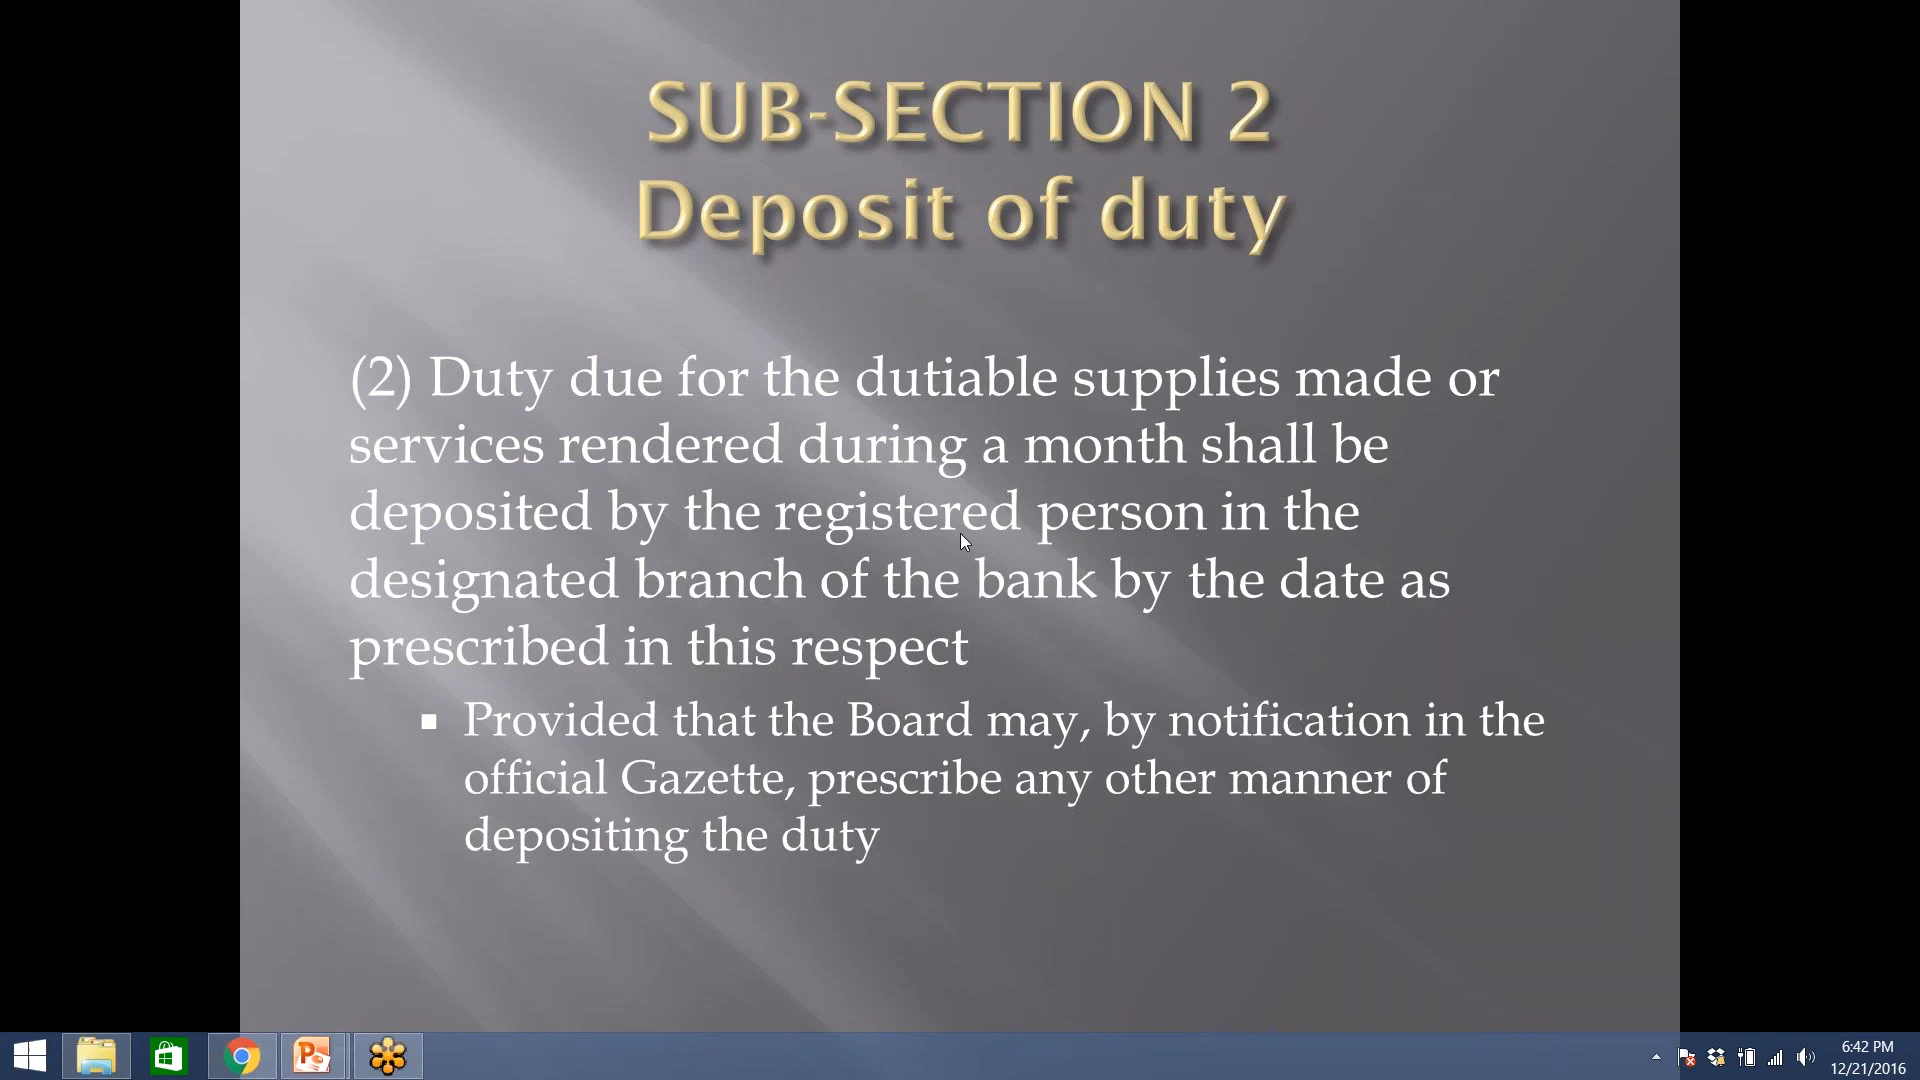 SUB-SECTION 2
Deposit of duty
(2) Duty due for the dutiable supplies made or
services rendered during a month shall be
deposited by the registered person in the
designated branch of the bank by the date as
prescribed in this respect
▪ Provided that the Board may, by notification in the
official Gazette, prescribe any other manner of
depositing the duty
6:42 PM
12/21/2016